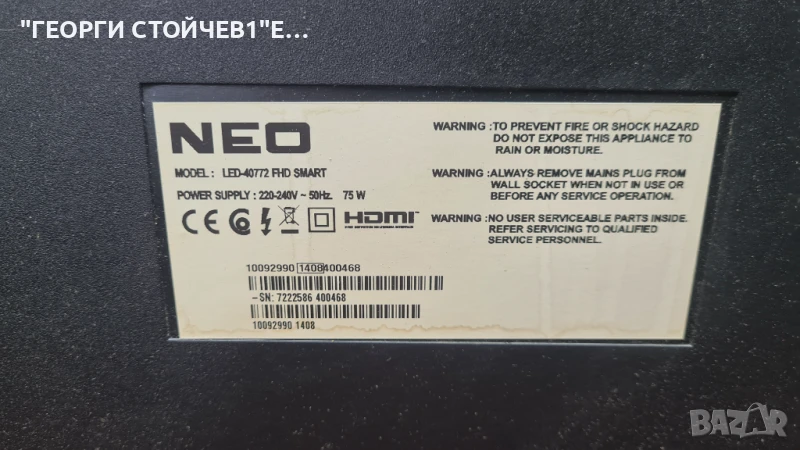 "ГЕОРГИ СТОЙЧЕВ1"Е...
NEO
MODEL : LED-40772 FHD SMART
POWER SUPPLY : 220-240V ~ 50Hz. 75 W
CE
HDMI
WARNING :TO PREVENT FIRE OR SHOCK HAZARD
DO NOT EXPOSE THIS APPLIANCE TO
RAIN OR MOISTURE.
WARNING :ALWAYS REMOVE MAINS PLUG FROM
WALL SOCKET WHEN NOT IN USE OR
BEFORE ANY SERVICE OPERATION.
WARNING :NO USER SERVICEABLE PARTS INSIDE.
REFER SERVICING TO QUALIFIED
SERVICE PERSONNEL.
10092990 1408400468
-SN: 7222586 400468
10092990 1408
BAZAR